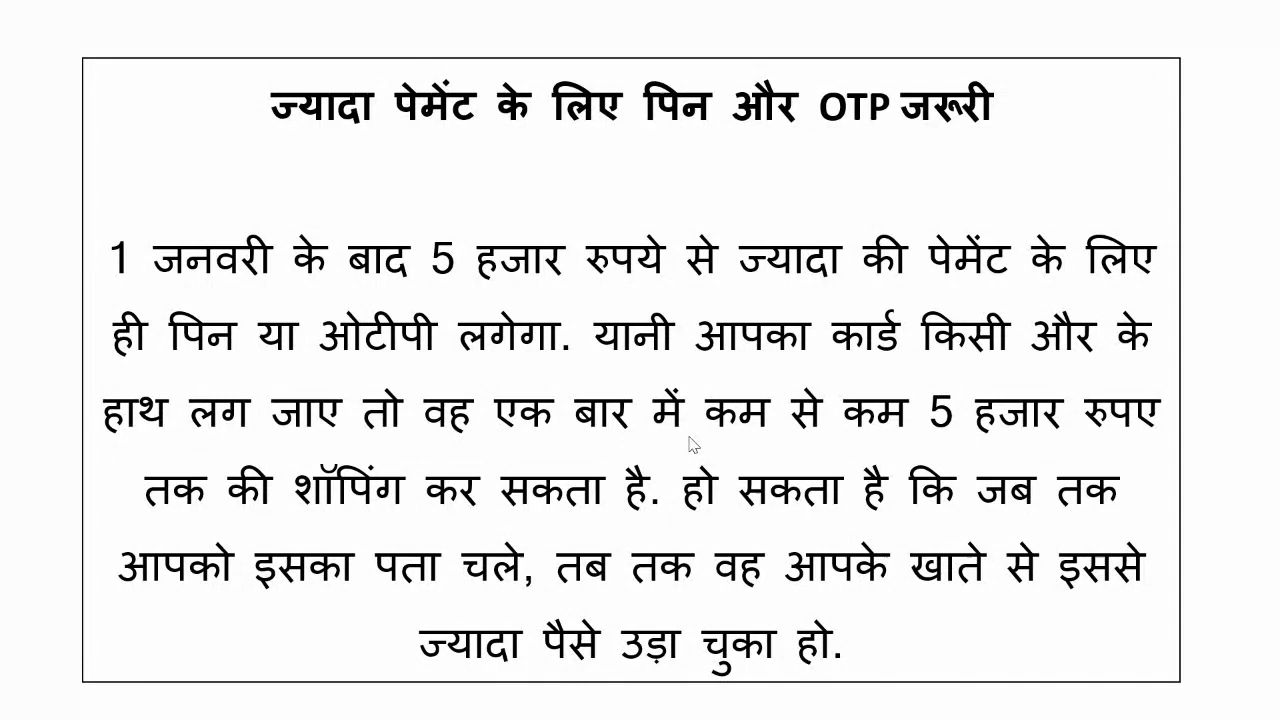 ज्यादा पेमेंट के लिए पिन और OTP जरूरी
1 जनवरी के बाद 5 हजार रुपये से ज्यादा की पेमेंट के लिए
ही पिन या ओटीपी लगेगा. यानी आपका कार्ड किसी और के
हाथ लग जाए तो वह एक बार में कम से कम 5 हजार रुपए
तक की शॉपिंग कर सकता है. हो सकता है कि जब तक
आपको इसका पता चले, तब तक वह आपके खाते से इससे
ज्यादा पैसे उड़ा चुका हो.